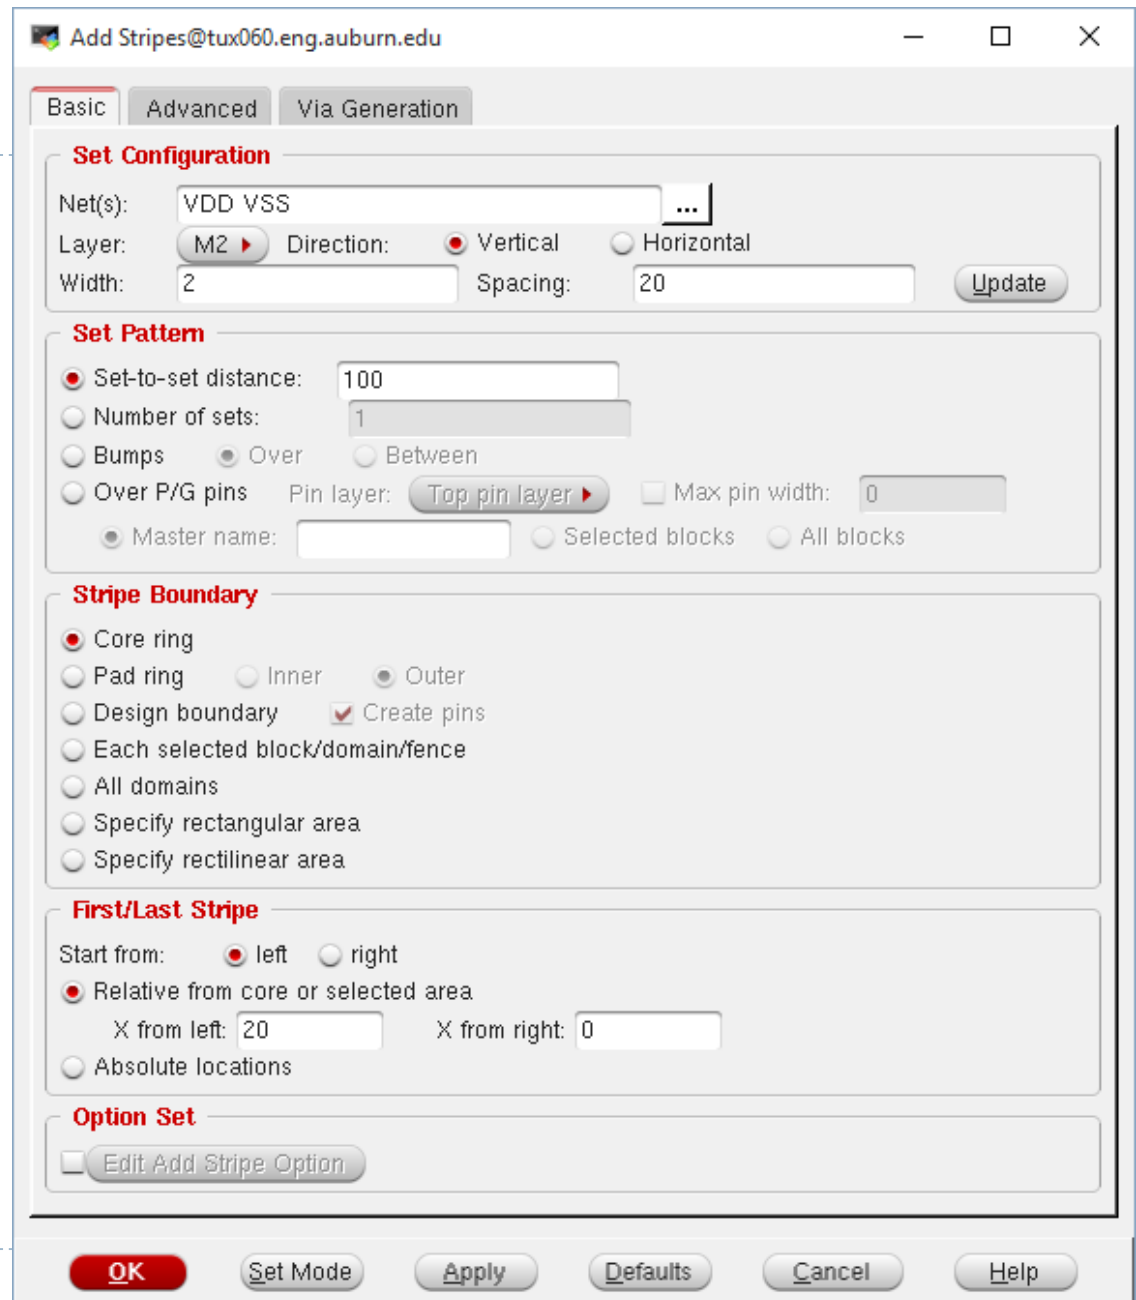 Add Stripes@tux060.eng.auburn.edu
Basic Advanced Via Generation
Set Configuration
Net(s): VDD VSS ...
Layer: M2 Direction: Vertical Horizontal
Width: 2 Spacing: 20 Update
Set Pattern
Set-to-set distance: 100
Number of sets: 1
Bumps Over Between
Over P/G pins Pin layer: Top pin layer Max pin width: 0
Master name: Selected blocks All blocks
Stripe Boundary
Core ring
Pad ring Inner Outer
Design boundary Create pins
Each selected block/domain/fence
All domains
Specify rectangular area
Specify rectilinear area
First/Last Stripe
Start from: left right
Relative from core or selected area
X from left: 20 X from right: 0
Absolute locations
Option Set
Edit Add Stripe Option
OK Set Mode Apply Defaults Cancel Help